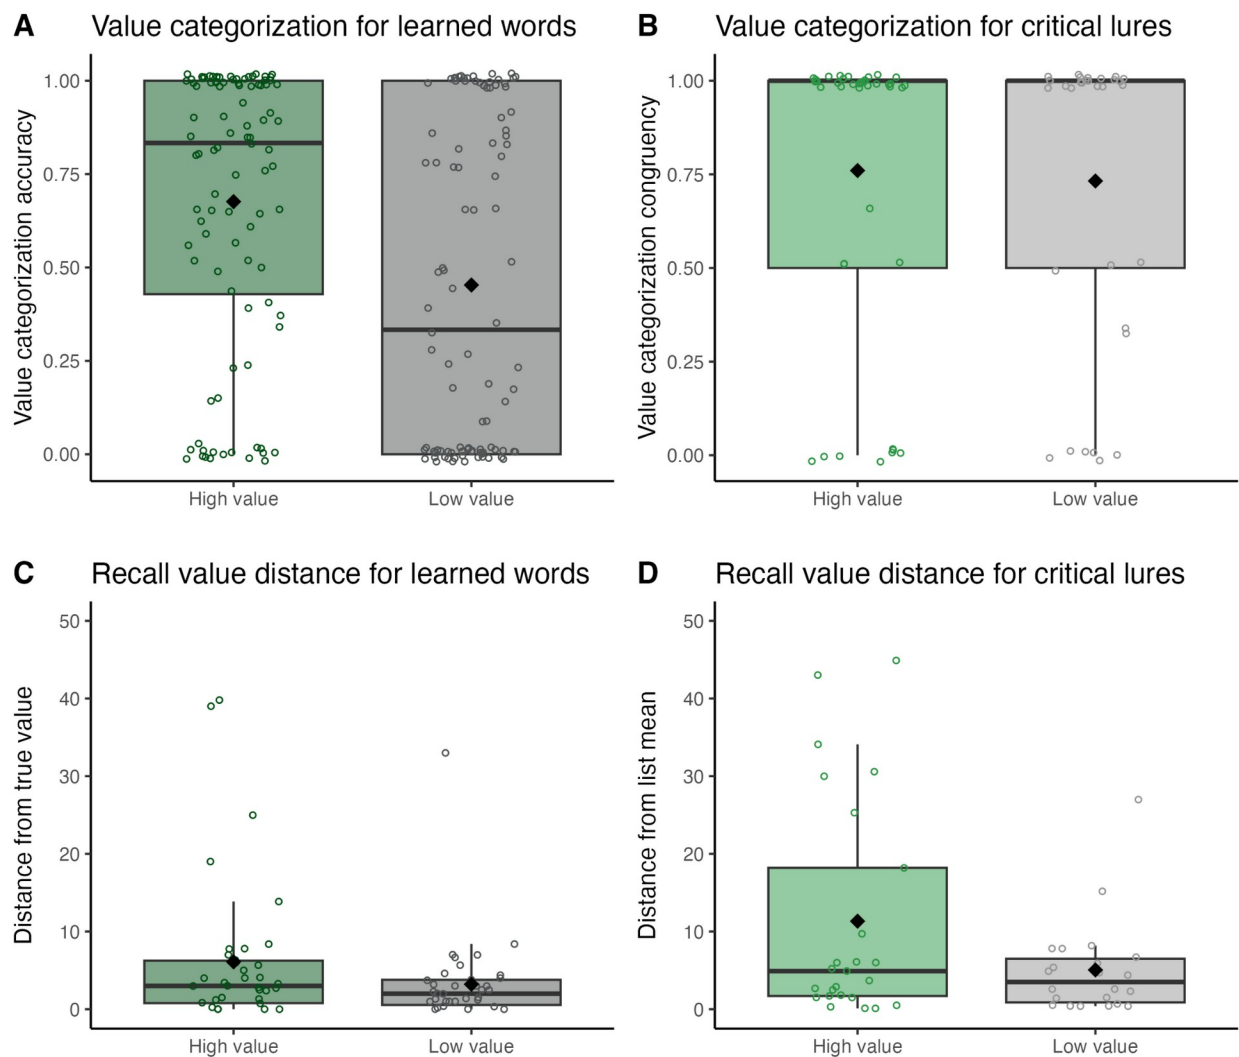 A Value categorization for learned words
Value categorization accuracy
1.00
0.75
0.50
0.25
0.00
High value
Low value
B Value categorization for critical lures
Value categorization congruency
1.00
0.75
0.50
0.25
0.00
High value
Low value
C Recall value distance for learned words
Distance from true value
50
40
30
20
10
0
High value
Low value
D Recall value distance for critical lures
Distance from list mean
50
40
30
20
10
0
High value
Low value